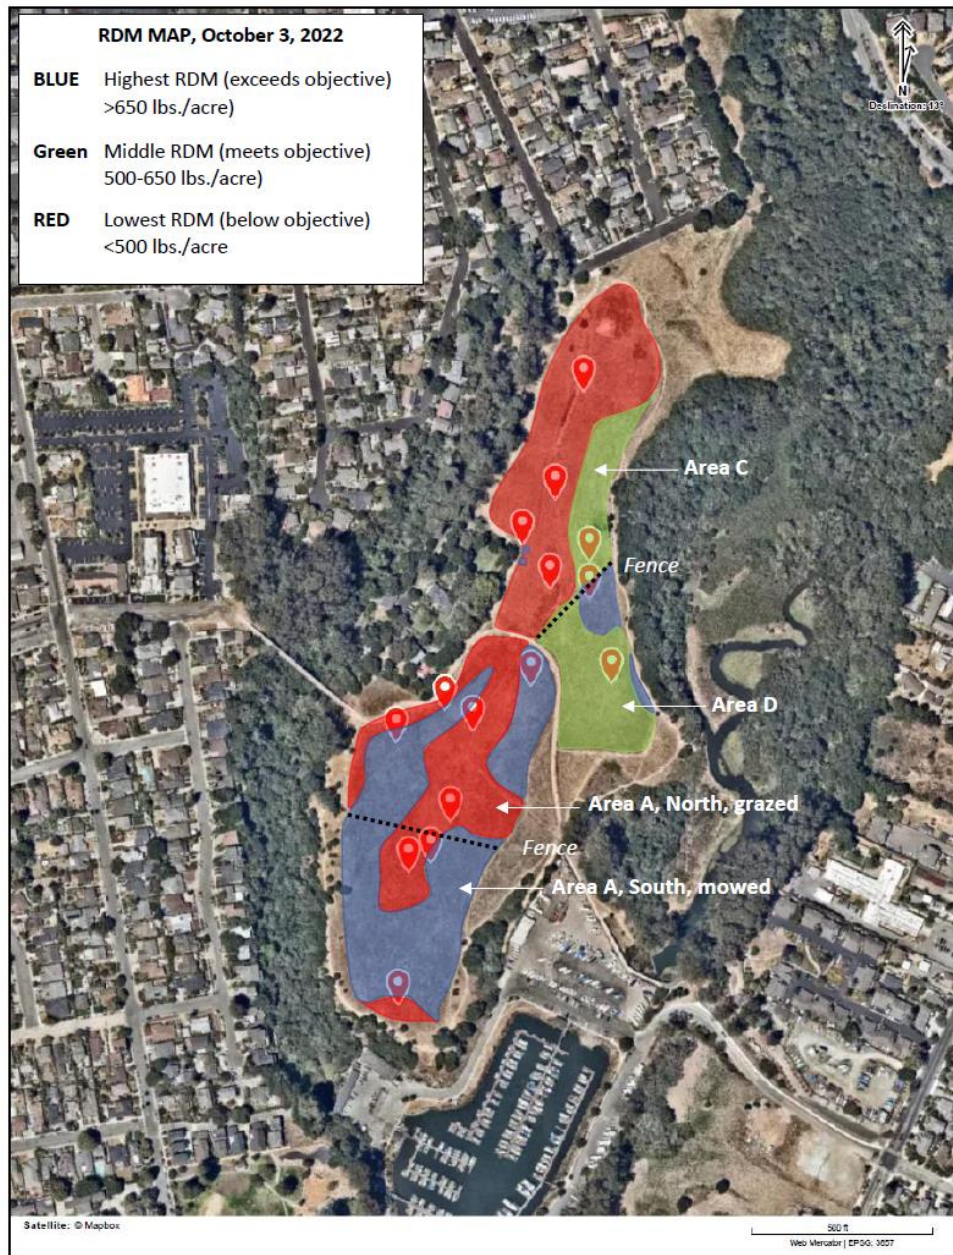 RDM MAP, October 3, 2022
BLUE Highest RDM (exceeds objective)
>650 lbs./acre)
Green Middle RDM (meets objective)
500-650 lbs./acre)
RED Lowest RDM (below objective)
<500 lbs./acre
N
Declination: 13°
Area C
Fence
Area D
Area A, North, grazed
Fence
Area A, South, mowed
Satellite: © Mapbox
500 ft
Web Mercator | EPSG: 3857